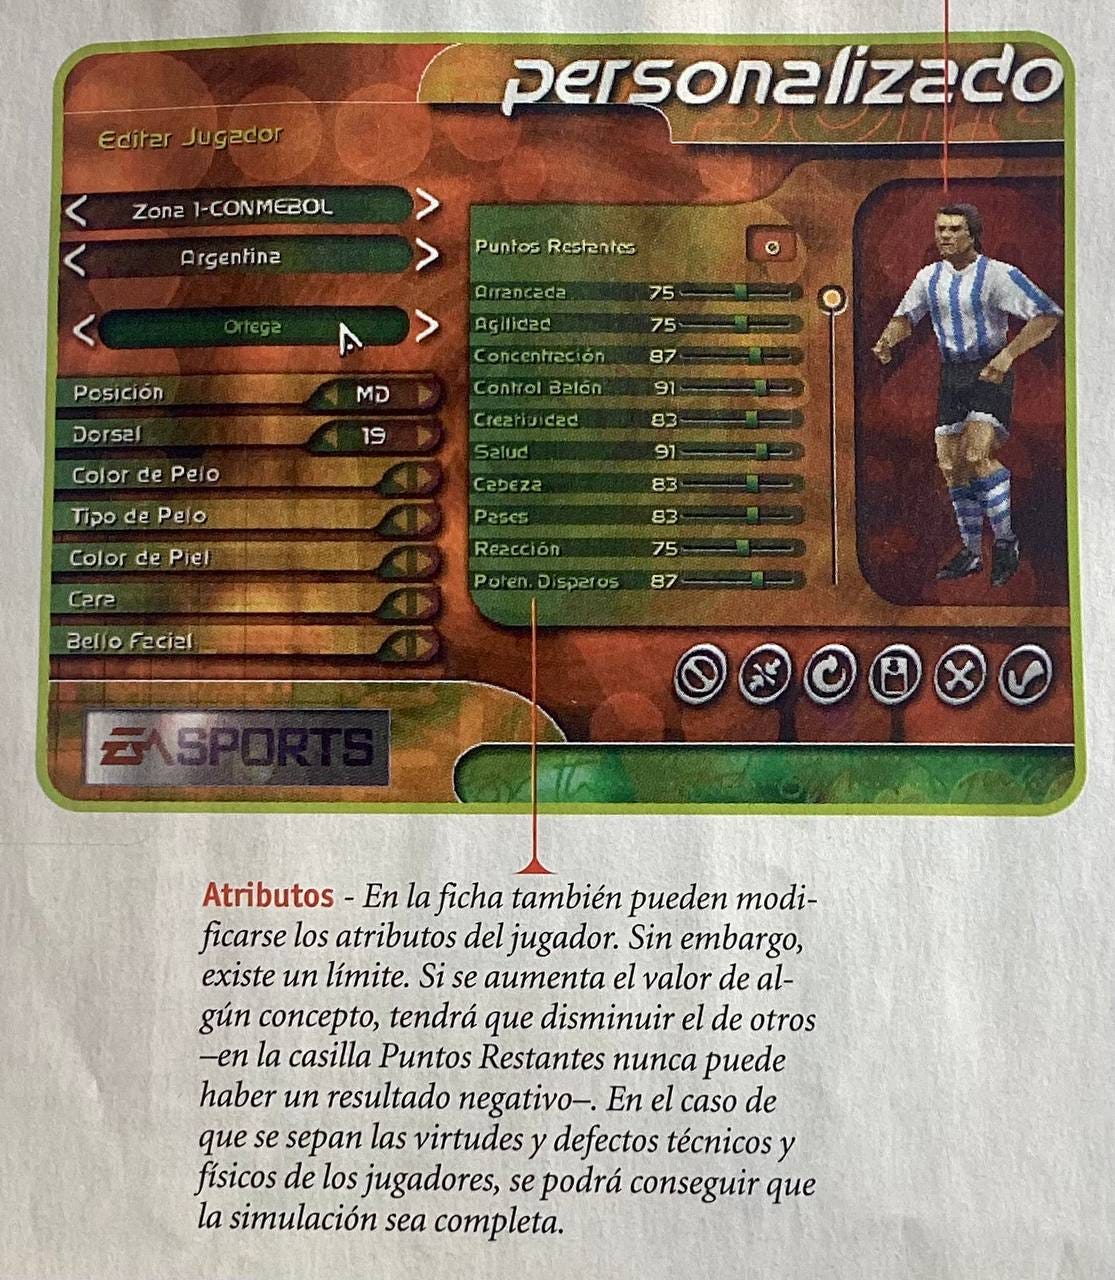 personalizado
Editar Jugador
Zona 1-CONMEBOL
Argentina
Ortega
Posición MD
Dorsal 19
Color de Pelo
Tipo de Pelo
Color de Piel
Cara
Bello Facial
Puntos Restantes 0
Arrancada 75
Agilidad 75
Concentración 87
Control Balón 91
Creatividad 83
Salud 91
Cabeza 83
Pases 83
Reacción 75
Poten. Disparos 87
EA SPORTS
Atributos - En la ficha también pueden modi-
ficarse los atributos del jugador. Sin embargo,
existe un límite. Si se aumenta el valor de al-
gún concepto, tendrá que disminuir el de otros
–en la casilla Puntos Restantes nunca puede
haber un resultado negativo–. En el caso de
que se sepan las virtudes y defectos técnicos y
físicos de los jugadores, se podrá conseguir que
la simulación sea completa.